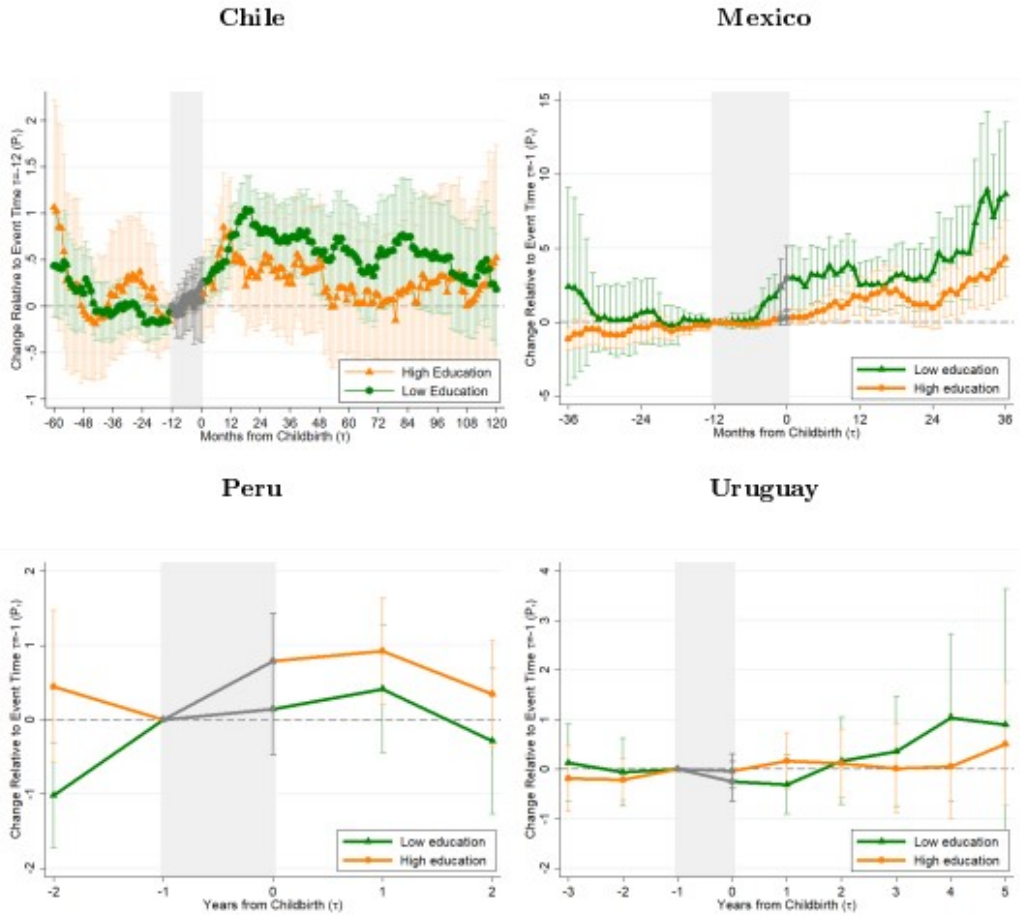 Chile
Mexico
Change Relative to Event Time τ=-12 (Pₜ)
2
1.5
1
.5
0
-.5
-1
-60 -48 -36 -24 -12 0 12 24 36 48 60 72 84 96 108 120
Months from Childbirth (τ)
High Education
Low Education
Change Relative to Event Time τ=-1 (Pₜ)
15
10
5
0
-5
-36 -24 -12 0 12 24 36
Months from Childbirth (τ)
Low education
High education
Peru
Uruguay
Change Relative to Event Time τ=-1 (Pₜ)
2
1
0
-1
-2
-2 -1 0 1 2
Years from Childbirth (τ)
Low education
High education
Change Relative to Event Time τ=-1 (Pₜ)
4
3
2
1
0
-1
-2
-3 -2 -1 0 1 2 3 4 5
Years from Childbirth (τ)
Low education
High education